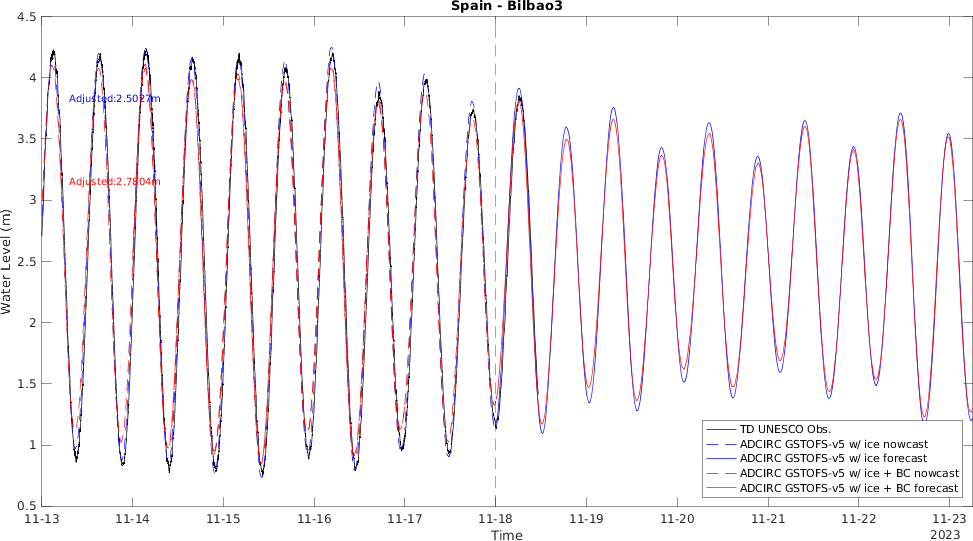 Spain - Bilbao3
4.5
4
3.5
3
2.5
2
1.5
1
0.5
Water Level (m)
Adjusted:2.5027m
Adjusted:2.7804m
TD UNESCO Obs.
ADCIRC GSTOFS-v5 w/ ice nowcast
ADCIRC GSTOFS-v5 w/ ice forecast
ADCIRC GSTOFS-v5 w/ ice + BC nowcast
ADCIRC GSTOFS-v5 w/ ice + BC forecast
11-13 11-14 11-15 11-16 11-17 11-18 11-19 11-20 11-21 11-22 11-23
2023
Time